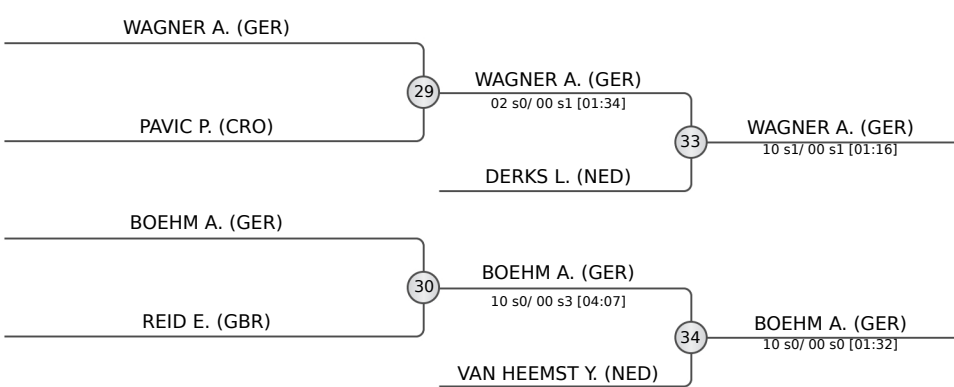 WAGNER A. (GER)
29
WAGNER A. (GER)
02 s0/ 00 s1 [01:34]
PAVIC P. (CRO)
33
WAGNER A. (GER)
10 s1/ 00 s1 [01:16]
DERKS L. (NED)
BOEHM A. (GER)
30
BOEHM A. (GER)
10 s0/ 00 s3 [04:07]
REID E. (GBR)
34
BOEHM A. (GER)
10 s0/ 00 s0 [01:32]
VAN HEEMST Y. (NED)